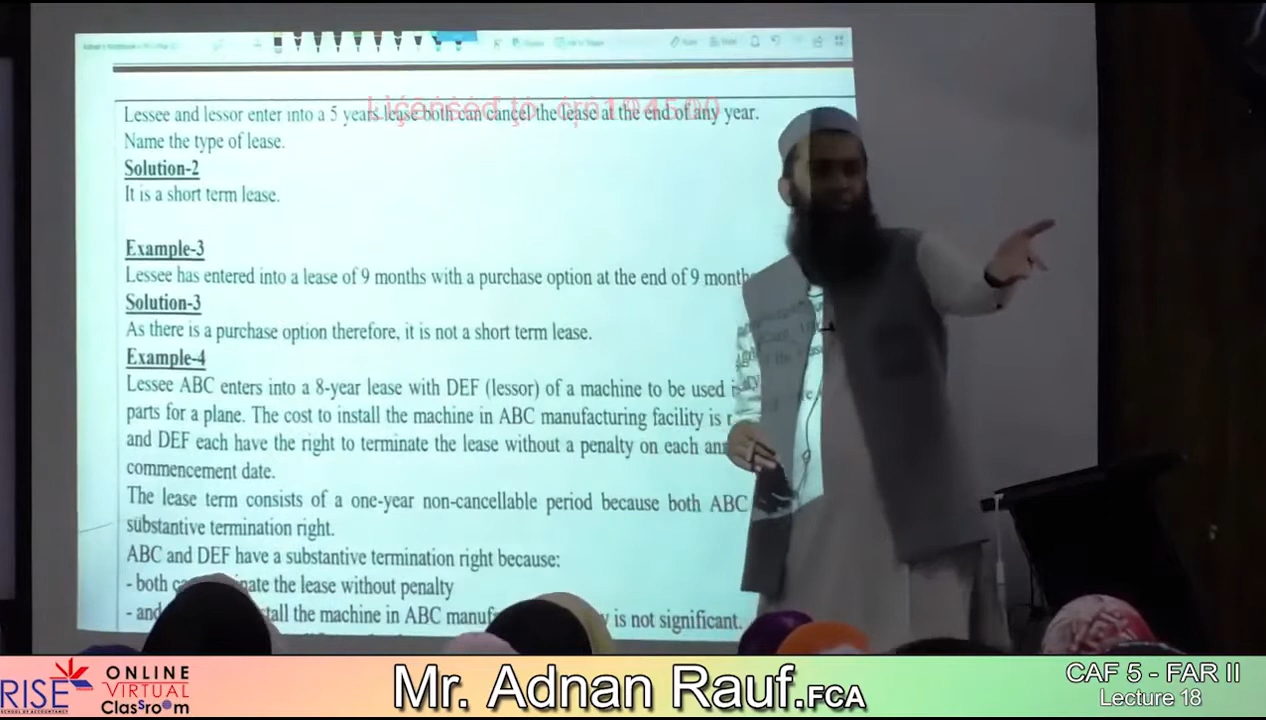 Lessee and lessor enter into a 5 years lease both can cancel the lease at the end of any year.
Name the type of lease.
Solution-2
It is a short term lease.
Example-3
Lessee has entered into a lease of 9 months with a purchase option at the end of 9 month
Solution-3
As there is a purchase option therefore, it is not a short term lease.
Example-4
Lessee ABC enters into a 8-year lease with DEF (lessor) of a machine to be used
parts for a plane. The cost to install the machine in ABC manufacturing facility is
and DEF each have the right to terminate the lease without a penalty on each
commencement date.
The lease term consists of a one-year non-cancellable period because both ABC
substantive termination right.
ABC and DEF have a substantive termination right because:
- both nate the lease without penalty
- and tall the machine in ABC manuf y is not significant.
Licensed to
RISE
SCHOOL OF ACCOUNTANCY
ONLINE
VIRTUAL
Classroom
Mr. Adnan Rauf.FCA
CAF 5 - FAR II
Lecture 18